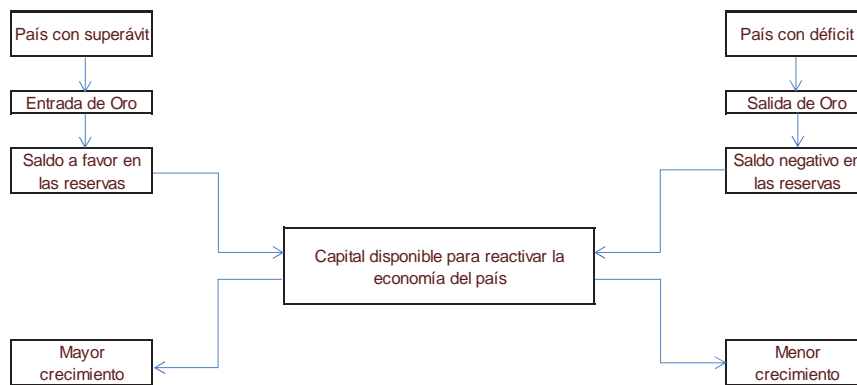 País con superávit
País con déficit
Entrada de Oro
Salida de Oro
Saldo a favor en
las reservas
Saldo negativo en
las reservas
Capital disponible para reactivar la
economía del país
Mayor
crecimiento
Menor
crecimiento